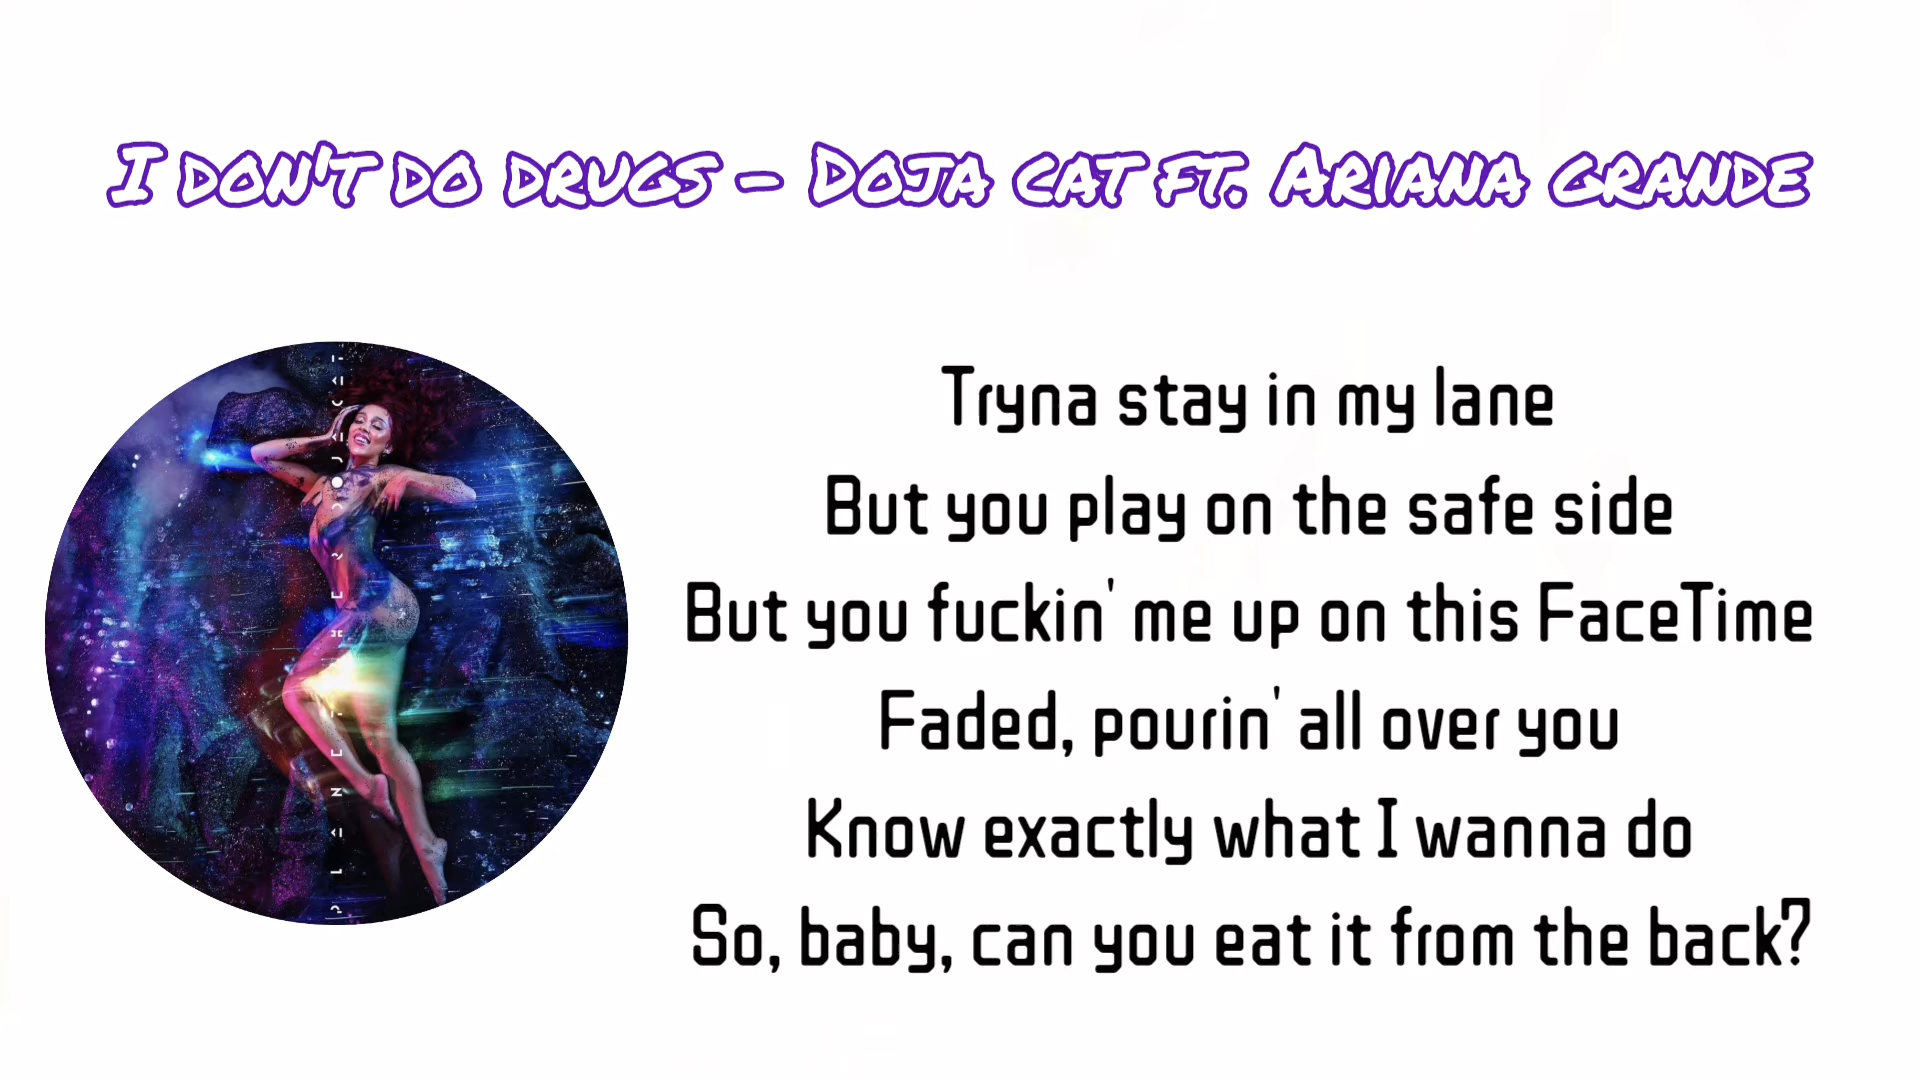 I don't do drugs - Doja cat ft. Ariana grande
Tryna stay in my lane
But you play on the safe side
But you fuckin' me up on this FaceTime
Faded, pourin' all over you
Know exactly what I wanna do
So, baby, can you eat it from the back?